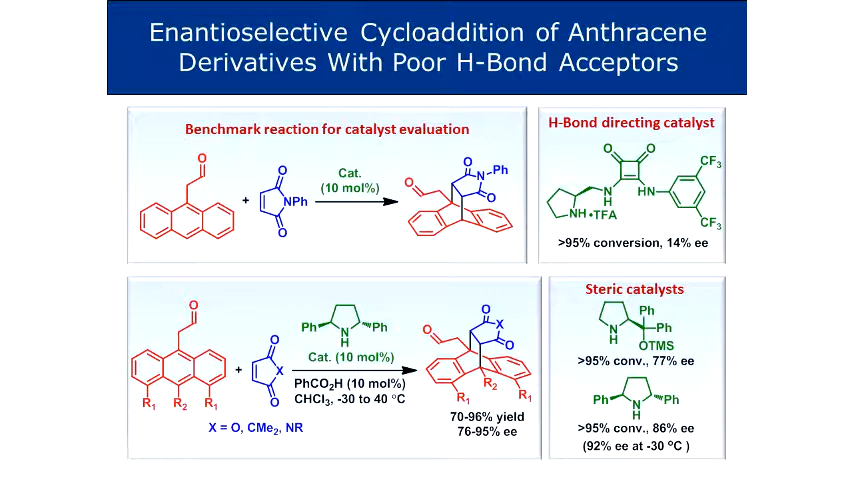 Enantioselective Cycloaddition of Anthracene
Derivatives With Poor H-Bond Acceptors
Benchmark reaction for catalyst evaluation
O
+
O
NPh
O
Cat.
(10 mol%)
O
O
N
Ph
O
H-Bond directing catalyst
O
O
CF3
N
H
HN
NH •TFA
CF3
>95% conversion, 14% ee
O
R1
R2
R1
+
O
X
O
X = O, CMe2, NR
Ph
N
H
Ph
Cat. (10 mol%)
PhCO2H (10 mol%)
CHCl3, -30 to 40 °C
O
O
X
O
R1
R2
R1
70-96% yield
76-95% ee
Steric catalysts
Ph
Ph
N
H
OTMS
>95% conv., 77% ee
Ph
Ph
N
H
>95% conv., 86% ee
(92% ee at -30 °C )